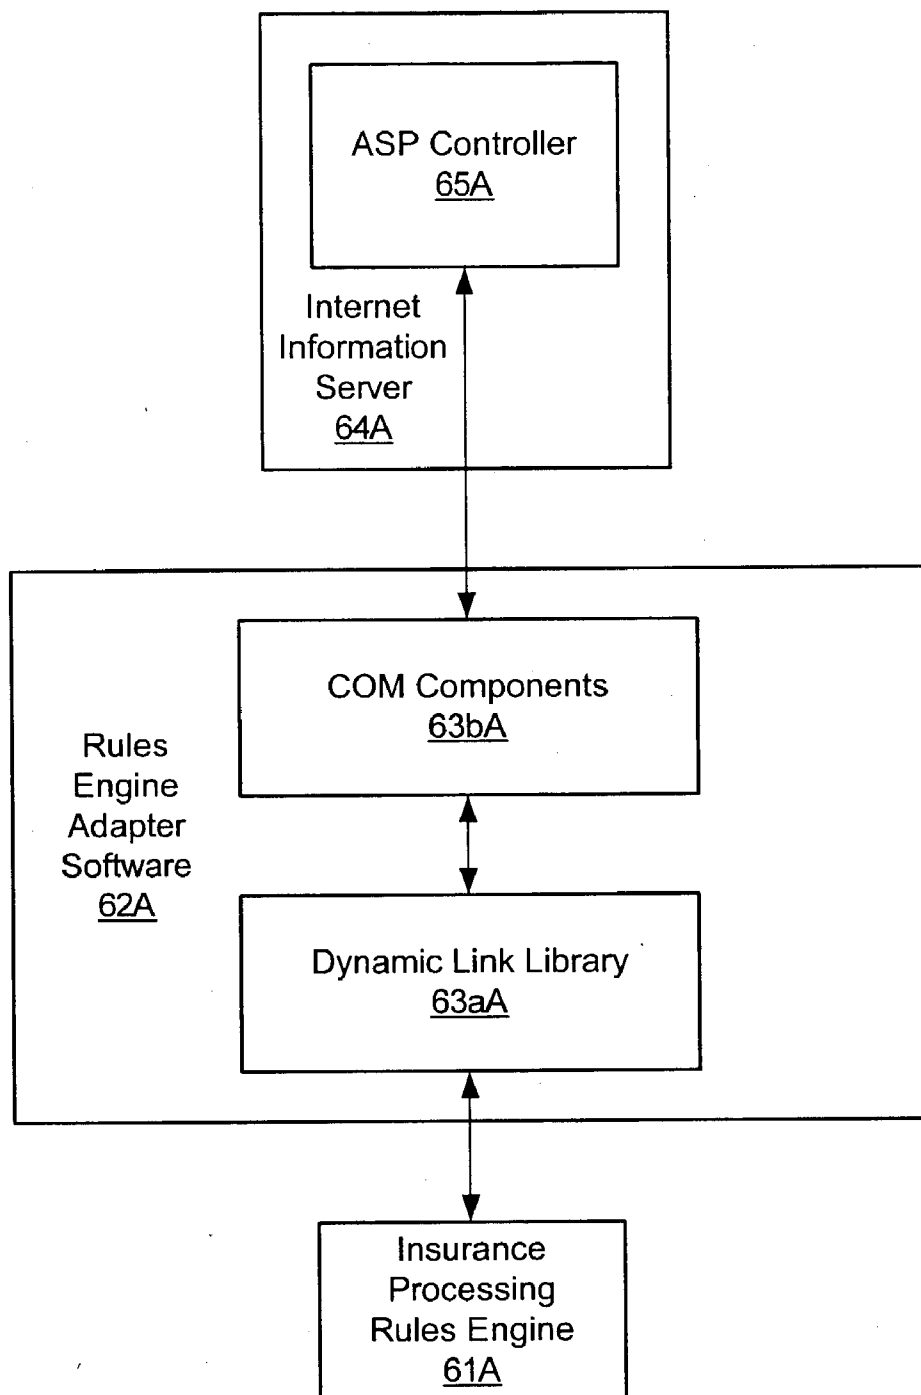 ASP Controller
65A
Internet
Information
Server
64A
COM Components
63bA
Rules
Engine
Adapter
Software
62A
Dynamic Link Library
63aA
Insurance
Processing
Rules Engine
61A